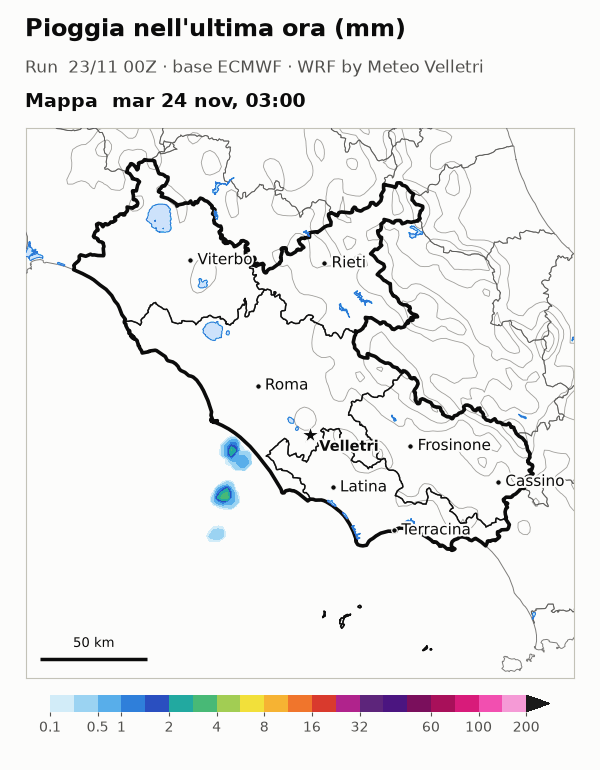 Pioggia nell'ultima ora (mm)
Run  23/11 00Z · base ECMWF · WRF by Meteo Velletri
Mappa  mar 24 nov, 03:00
Viterbo
Rieti
Roma
Velletri
Frosinone
Cassino
Latina
Terracina
50 km
0.1 0.5 1 2 4 8 16 32 60 100 200